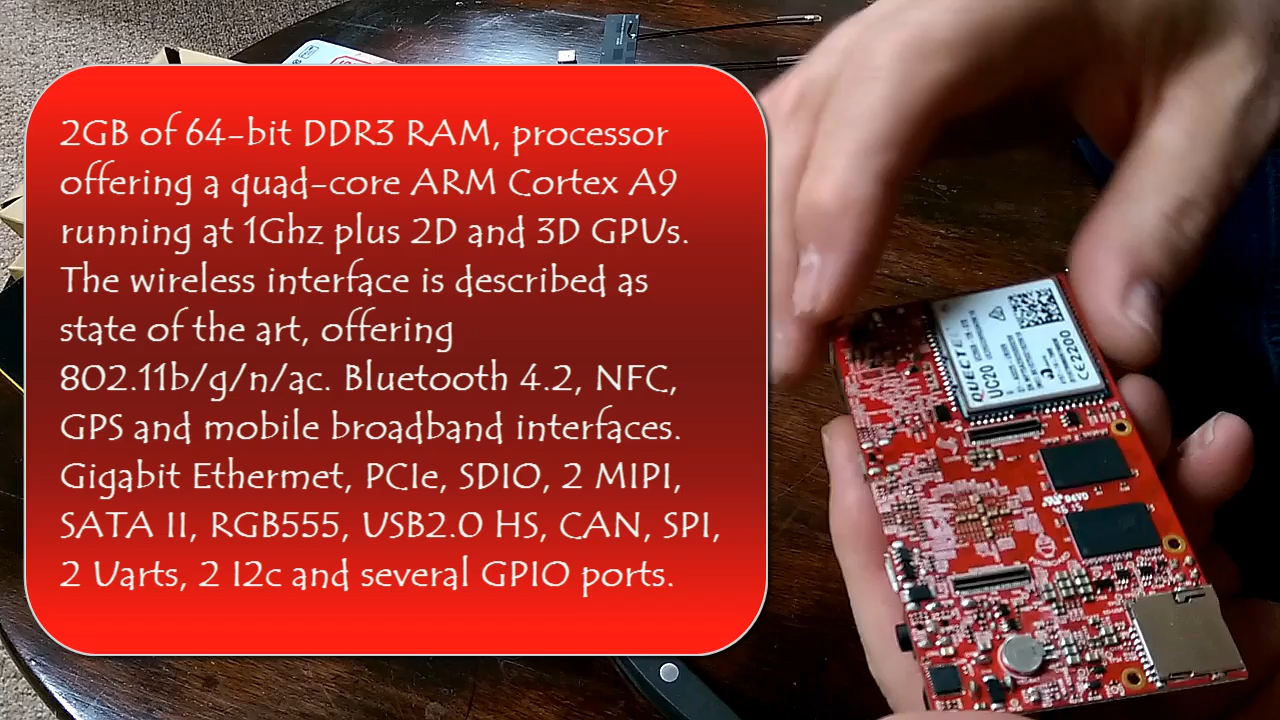 2GB of 64-bit DDR3 RAM, processor
offering a quad-core ARM Cortex A9
running at 1Ghz plus 2D and 3D GPUs.
The wireless interface is described as
state of the art, offering
802.11b/g/n/ac. Bluetooth 4.2, NFC,
GPS and mobile broadband interfaces.
Gigabit Ethermet, PCIe, SDIO, 2 MIPI,
SATA II, RGB555, USB2.0 HS, CAN, SPI,
2 Uarts, 2 I2c and several GPIO ports.
UC20
CE2200
94V0